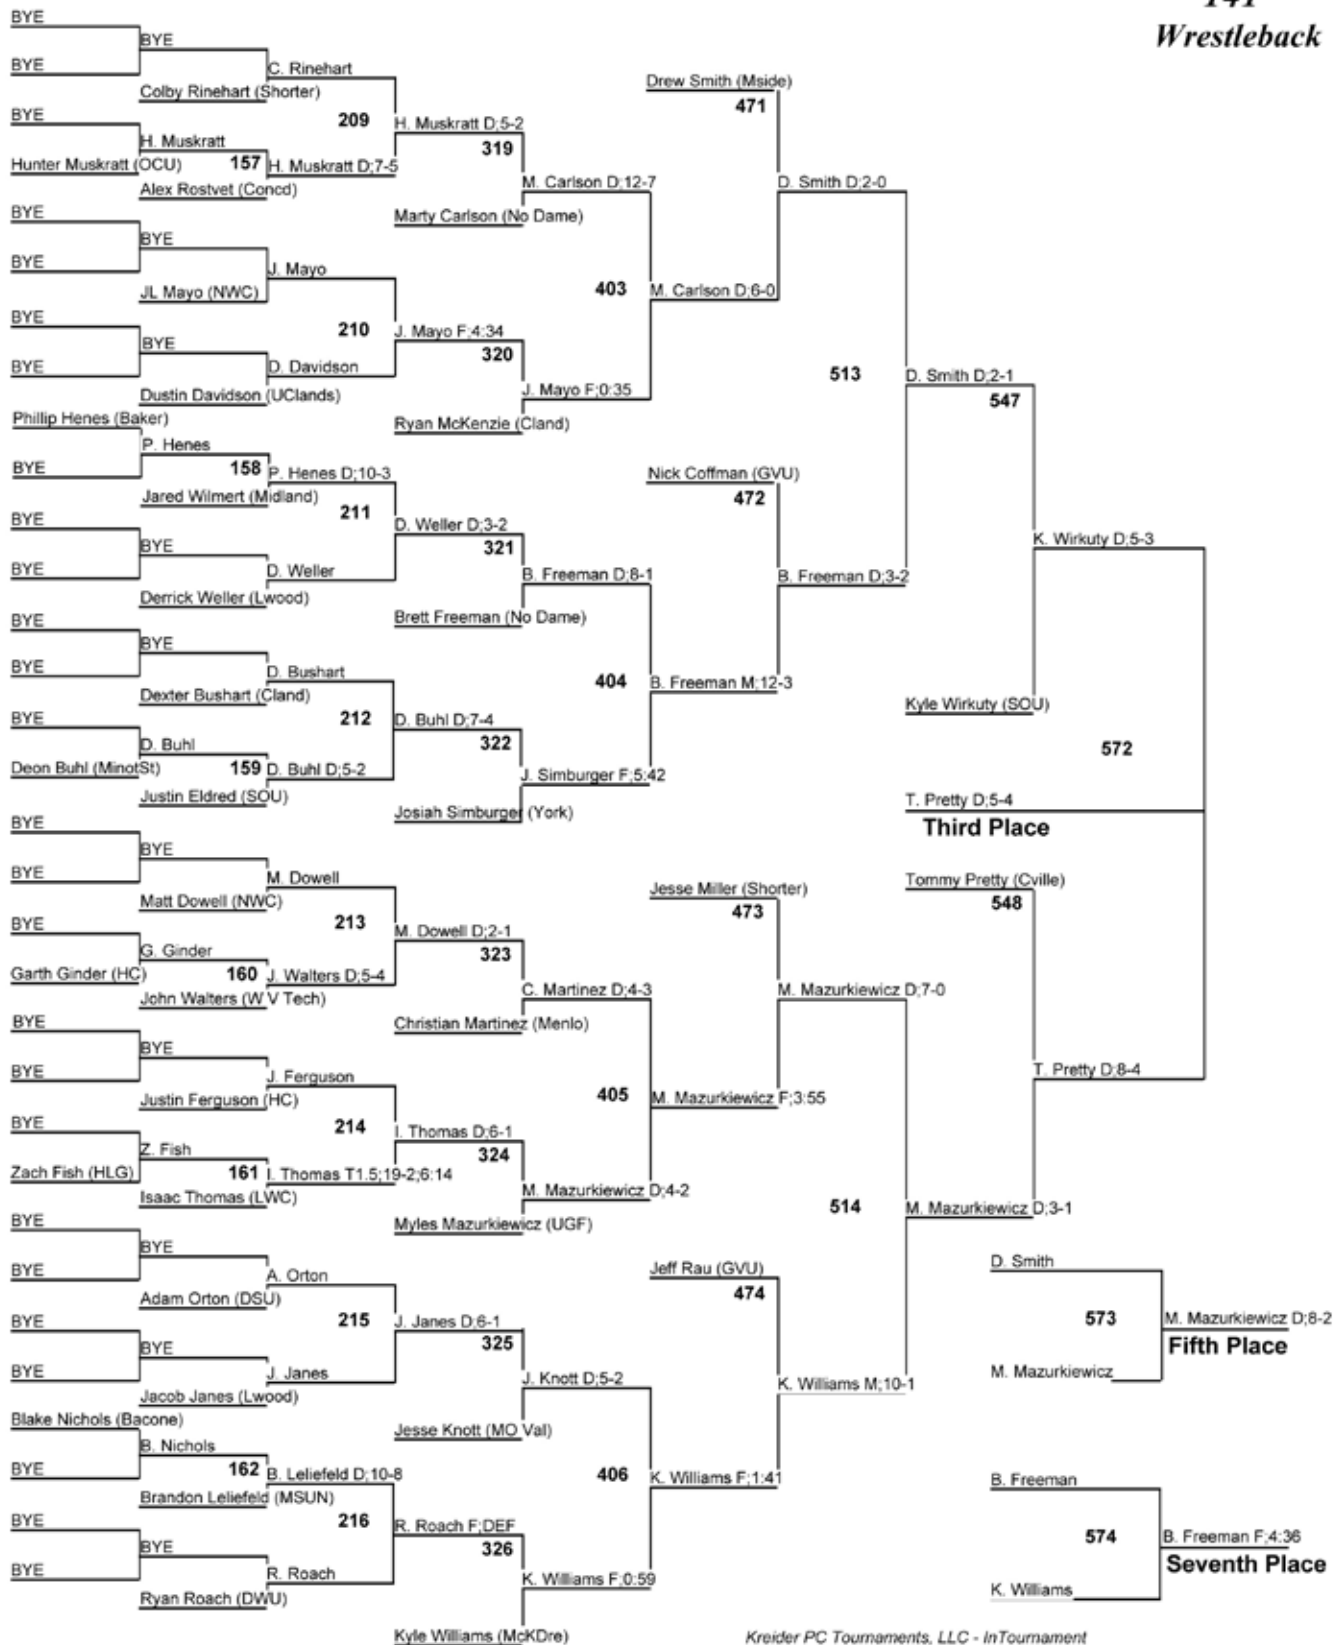 141
Wrestleback
BYE
BYE
BYE
C. Rinehart
Drew Smith (Mside)
BYE
Colby Rinehart (Shorter)
471
BYE
209
H. Muskratt D;5-2
H. Muskratt
319
Hunter Muskratt (OCU)
157
H. Muskratt D;7-5
M. Carlson D;12-7
D. Smith D;2-0
Alex Rostvet (Concd)
BYE
Marty Carlson (No Dame)
BYE
BYE
J. Mayo
403
M. Carlson D;6-0
JL Mayo (NWC)
BYE
210
J. Mayo F;4:34
BYE
320
BYE
D. Davidson
513
D. Smith D;2-1
Dustin Davidson (UClands)
J. Mayo F;0:35
547
Phillip Henes (Baker)
Ryan McKenzie (Cland)
P. Henes
BYE
158
P. Henes D;10-3
Nick Coffman (GVU)
Jared Wilmert (Midland)
472
BYE
211
D. Weller D;3-2
BYE
321
K. Wirkuty D;5-3
BYE
D. Weller
B. Freeman D;8-1
B. Freeman D;3-2
Derrick Weller (Lwood)
BYE
Brett Freeman (No Dame)
BYE
BYE
D. Bushart
404
B. Freeman M;12-3
Dexter Bushart (Cland)
Kyle Wirkuty (SOU)
BYE
212
D. Buhl D;7-4
D. Buhl
322
572
Deon Buhl (MinotSt)
159
D. Buhl D;5-2
J. Simburger F;5:42
Justin Eldred (SOU)
T. Pretty D;5-4
BYE
Josiah Simburger (York)
Third Place
BYE
BYE
M. Dowell
Jesse Miller (Shorter)
Tommy Pretty (Cville)
Matt Dowell (NWC)
473
548
BYE
213
M. Dowell D;2-1
G. Ginder
323
Garth Ginder (HC)
160
J. Walters D;5-4
C. Martinez D;4-3
M. Mazurkiewicz D;7-0
John Walters (W V Tech)
BYE
Christian Martinez (Menlo)
BYE
BYE
J. Ferguson
T. Pretty D;8-4
Justin Ferguson (HC)
405
M. Mazurkiewicz F;3:55
BYE
214
I. Thomas D;6-1
Z. Fish
324
Zach Fish (HLG)
161
I. Thomas T1.5;19-2;6:14
M. Mazurkiewicz D;4-2
Isaac Thomas (LWC)
514
M. Mazurkiewicz D;3-1
BYE
Myles Mazurkiewicz (UGF)
BYE
BYE
A. Orton
Jeff Rau (GVU)
D. Smith
Adam Orton (DSU)
474
BYE
215
J. Janes D;6-1
573
M. Mazurkiewicz D;8-2
BYE
325
Fifth Place
BYE
J. Janes
J. Knott D;5-2
K. Williams M;10-1
M. Mazurkiewicz
Jacob Janes (Lwood)
Blake Nichols (Bacone)
Jesse Knott (MO Val)
B. Nichols
BYE
162
B. Leliefeld D;10-8
406
K. Williams F;1:41
B. Freeman
Brandon Leliefeld (MSUN)
BYE
216
R. Roach F;DEF
574
B. Freeman F;4:36
BYE
326
Seventh Place
BYE
R. Roach
K. Williams F;0:59
K. Williams
Ryan Roach (DWU)
Kyle Williams (McKDre)
Kreider PC Tournaments, LLC - InTournament